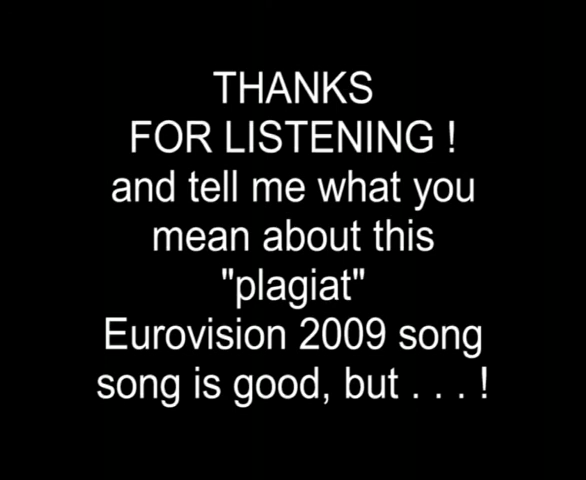 THANKS
FOR LISTENING !
and tell me what you
mean about this
"plagiat"
Eurovision 2009 song
song is good, but . . . !